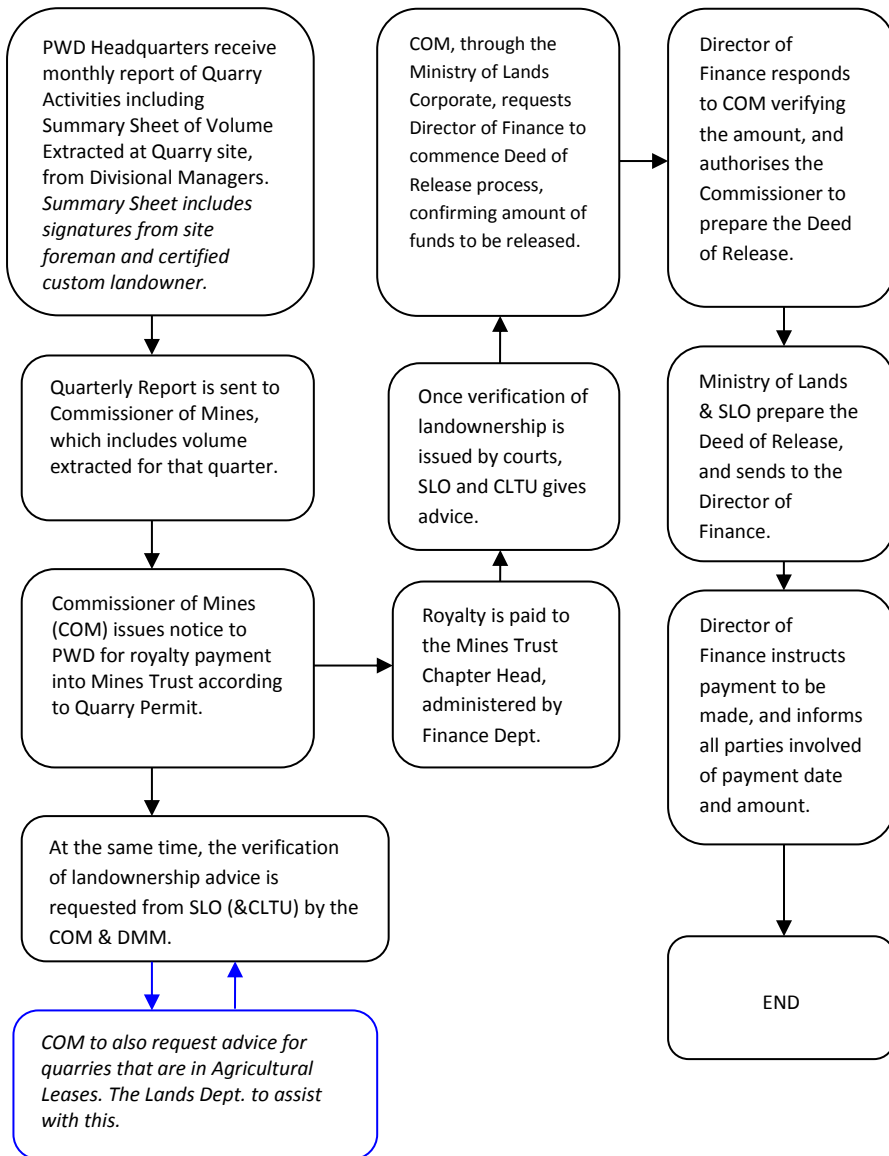 PWD Headquarters receive
monthly report of Quarry
Activities including
Summary Sheet of Volume
Extracted at Quarry site,
from Divisional Managers.
Summary Sheet includes
signatures from site
foreman and certified
custom landowner.
Quarterly Report is sent to
Commissioner of Mines,
which includes volume
extracted for that quarter.
Commissioner of Mines
(COM) issues notice to
PWD for royalty payment
into Mines Trust according
to Quarry Permit.
At the same time, the verification
of landownership advice is
requested from SLO (&CLTU) by the
COM & DMM.
COM to also request advice for
quarries that are in Agricultural
Leases. The Lands Dept. to assist
with this.
Royalty is paid to
the Mines Trust
Chapter Head,
administered by
Finance Dept.
Once verification of
landownership is
issued by courts,
SLO and CLTU gives
advice.
COM, through the
Ministry of Lands
Corporate, requests
Director of Finance to
commence Deed of
Release process,
confirming amount of
funds to be released.
Director of
Finance responds
to COM verifying
the amount, and
authorises the
Commissioner to
prepare the Deed
of Release.
Ministry of Lands
& SLO prepare the
Deed of Release,
and sends to the
Director of
Finance.
Director of
Finance instructs
payment to be
made, and informs
all parties involved
of payment date
and amount.
END